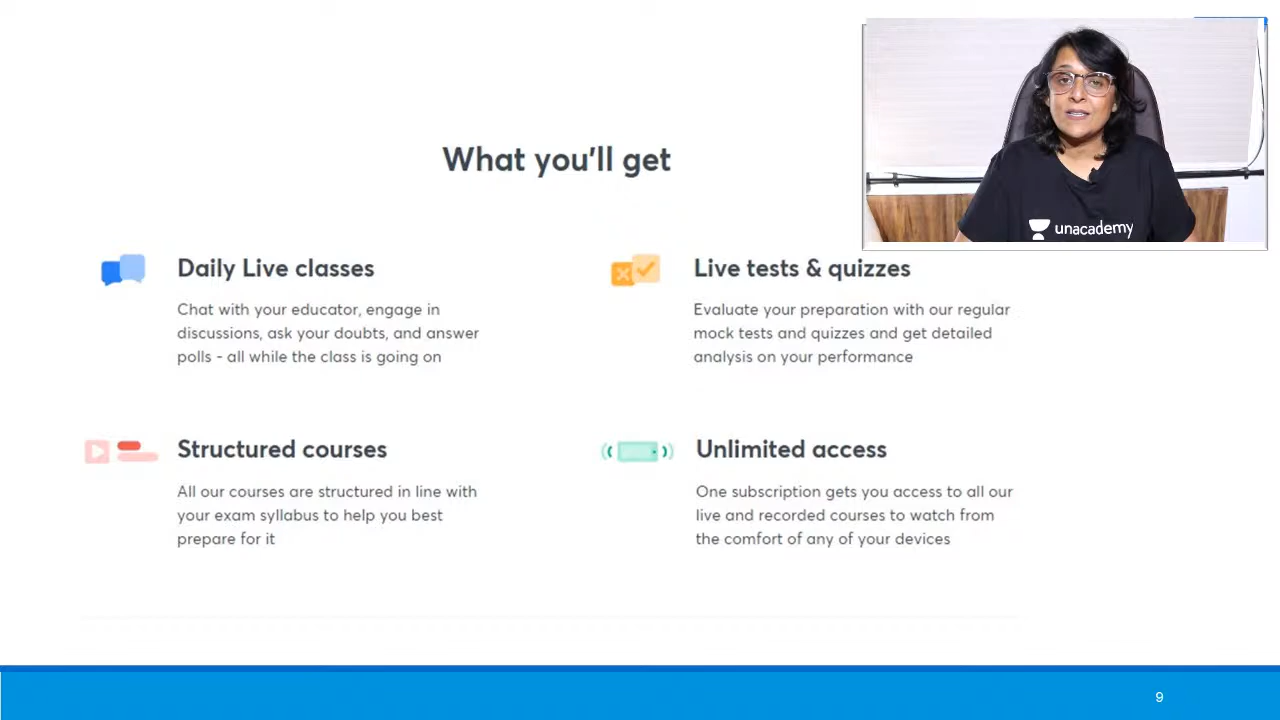 unacademy
What you'll get
Daily Live classes
Chat with your educator, engage in
discussions, ask your doubts, and answer
polls - all while the class is going on
Live tests & quizzes
Evaluate your preparation with our regular
mock tests and quizzes and get detailed
analysis on your performance
Structured courses
All our courses are structured in line with
your exam syllabus to help you best
prepare for it
Unlimited access
One subscription gets you access to all our
live and recorded courses to watch from
the comfort of any of your devices
9